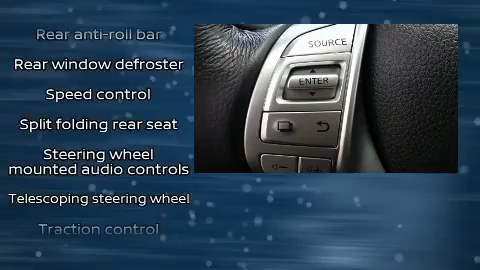 Rear anti-roll bar
Rear window defroster
Speed control
Split folding rear seat
Steering wheel
mounted audio controls
Telescoping steering wheel
Traction control
SOURCE
ENTER